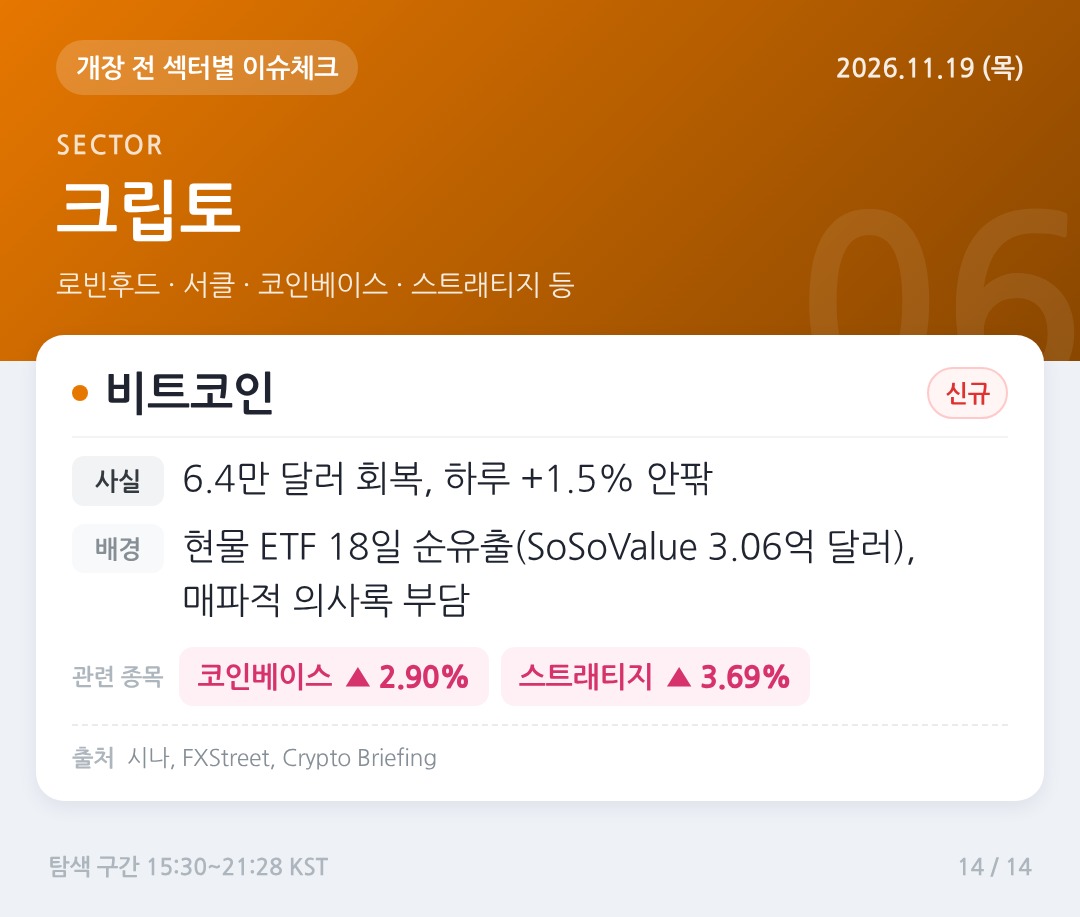 개장 전 섹터별 이슈체크
2026.11.19 (목)
SECTOR
크립토
로빈후드 · 서클 · 코인베이스 · 스트래티지 등
06
비트코인
신규
사실 6.4만 달러 회복, 하루 +1.5% 안팎
배경 현물 ETF 18일 순유출(SoSoValue 3.06억 달러),
매파적 의사록 부담
관련 종목 코인베이스 ▲ 2.90% 스트래티지 ▲ 3.69%
출처 시나, FXStreet, Crypto Briefing
탐색 구간 15:30~21:28 KST
14 / 14